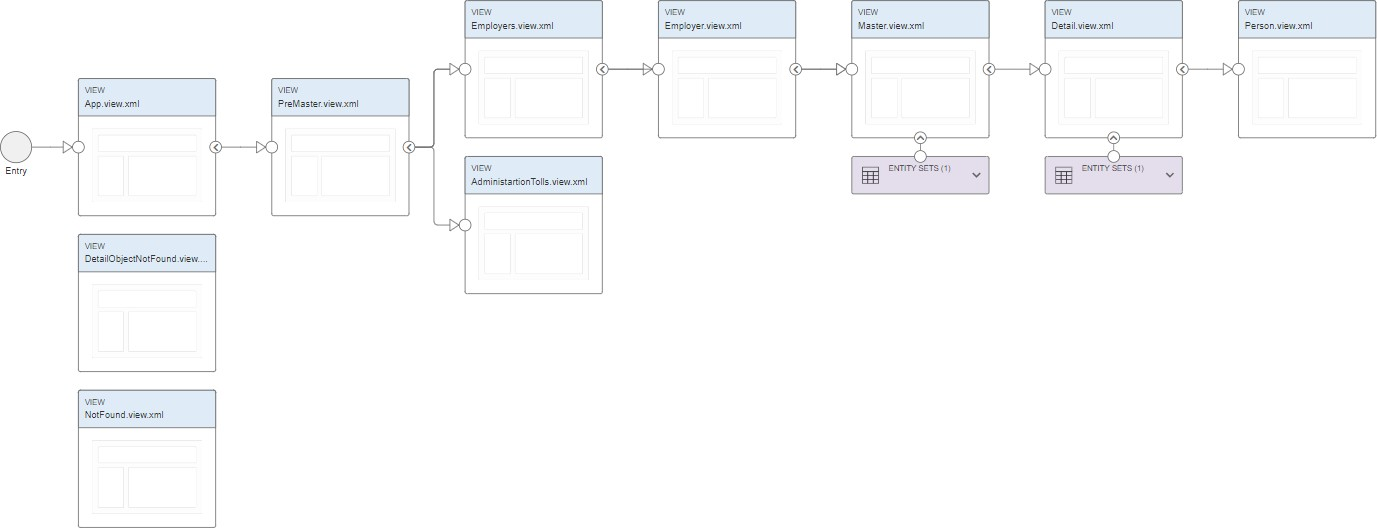 Entry
VIEW
App.view.xml
VIEW
DetailObjectNotFound.view....
VIEW
NotFound.view.xml
VIEW
PreMaster.view.xml
VIEW
Employers.view.xml
VIEW
AdministartionTolls.view.xml
VIEW
Employer.view.xml
VIEW
Master.view.xml
ENTITY SETS (1)
VIEW
Detail.view.xml
ENTITY SETS (1)
VIEW
Person.view.xml